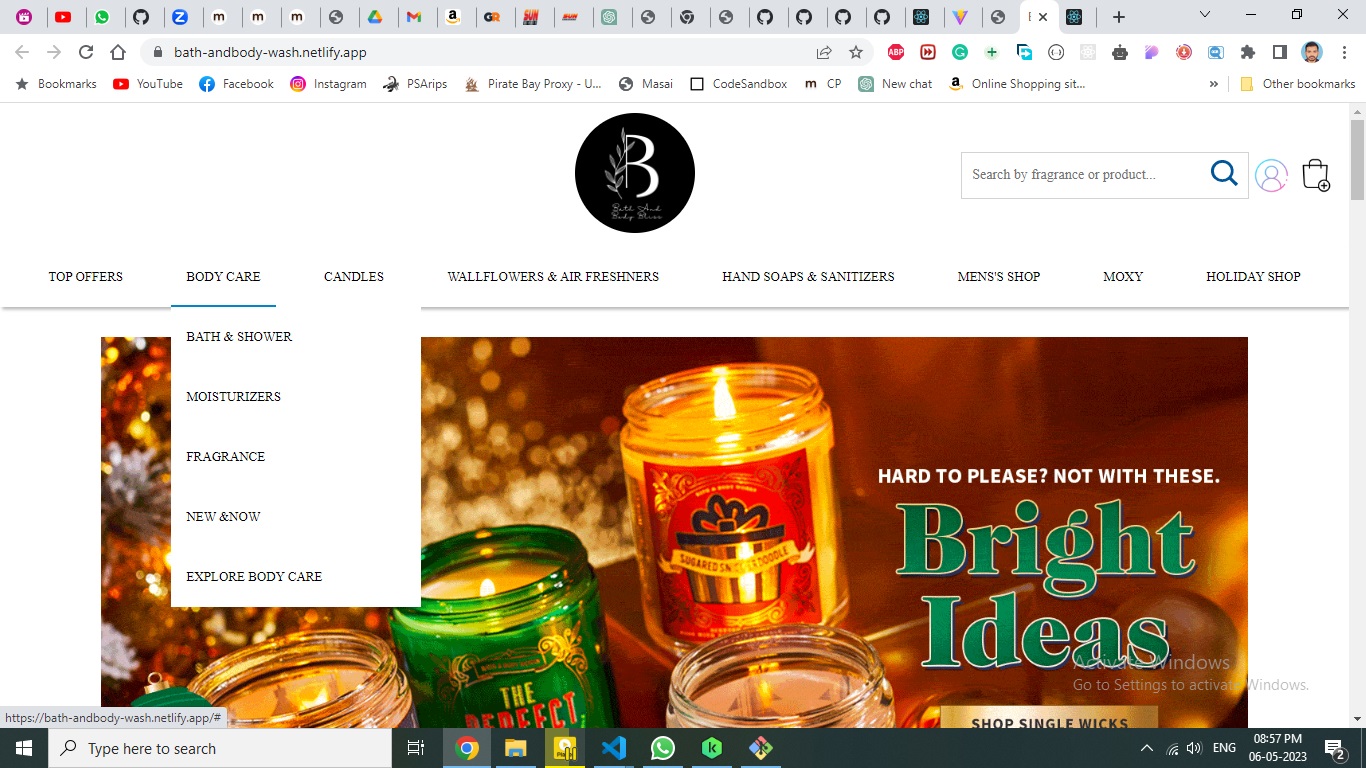 bath-andbody-wash.netlify.app
Bookmarks YouTube Facebook Instagram PSArips Pirate Bay Proxy - U... Masai CodeSandbox CP New chat Online Shopping sit... » Other bookmarks
B
Bath And
Body Bliss
Search by fragrance or product...
TOP OFFERS BODY CARE CANDLES WALLFLOWERS & AIR FRESHNERS HAND SOAPS & SANITIZERS MENS'S SHOP MOXY HOLIDAY SHOP
BATH & SHOWER
MOISTURIZERS
FRAGRANCE
NEW &NOW
EXPLORE BODY CARE
HARD TO PLEASE? NOT WITH THESE.
Bright
Ideas
SHOP SINGLE WICKS
THE
PERFECT
Activate Windows
Go to Settings to activate Windows.
https://bath-andbody-wash.netlify.app/#
Type here to search
ENG
08:57 PM
06-05-2023
2